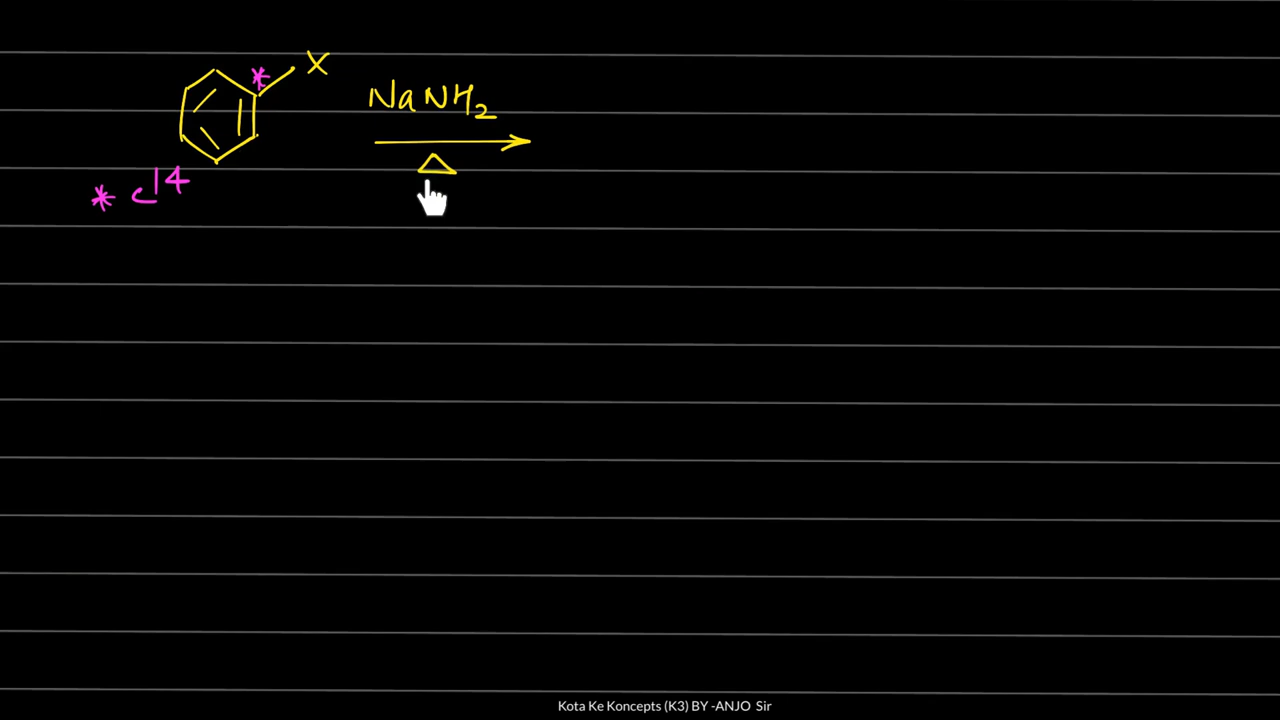 * X
NaNH2
Δ
* C14
Kota Ke Koncepts (K3) BY -ANJO Sir